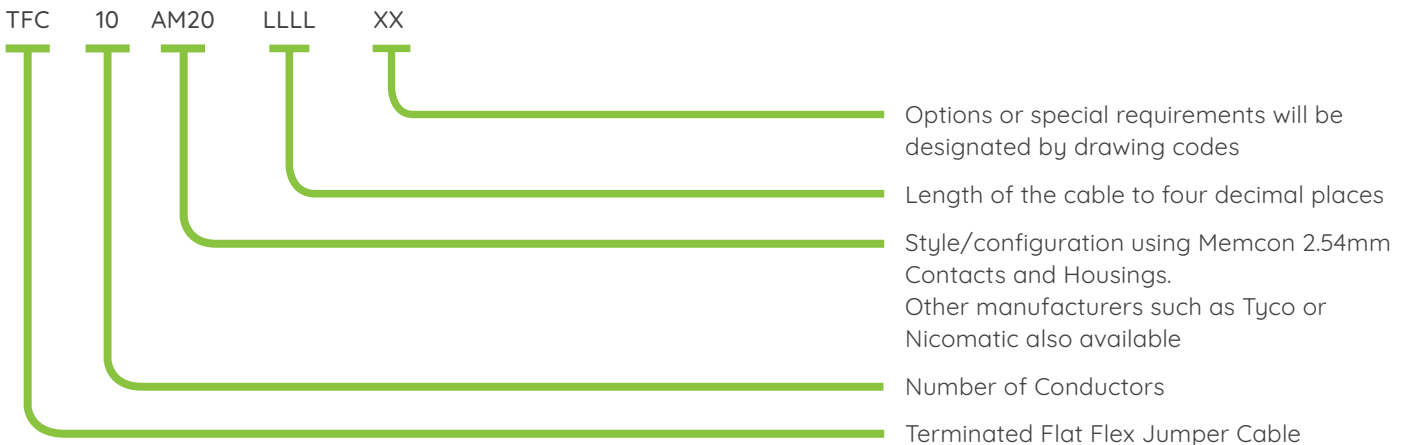 TFC 10 AM20 LLLL XX
Options or special requirements will be
designated by drawing codes
Length of the cable to four decimal places
Style/configuration using Memcon 2.54mm
Contacts and Housings.
Other manufacturers such as Tyco or
Nicomatic also available
Number of Conductors
Terminated Flat Flex Jumper Cable